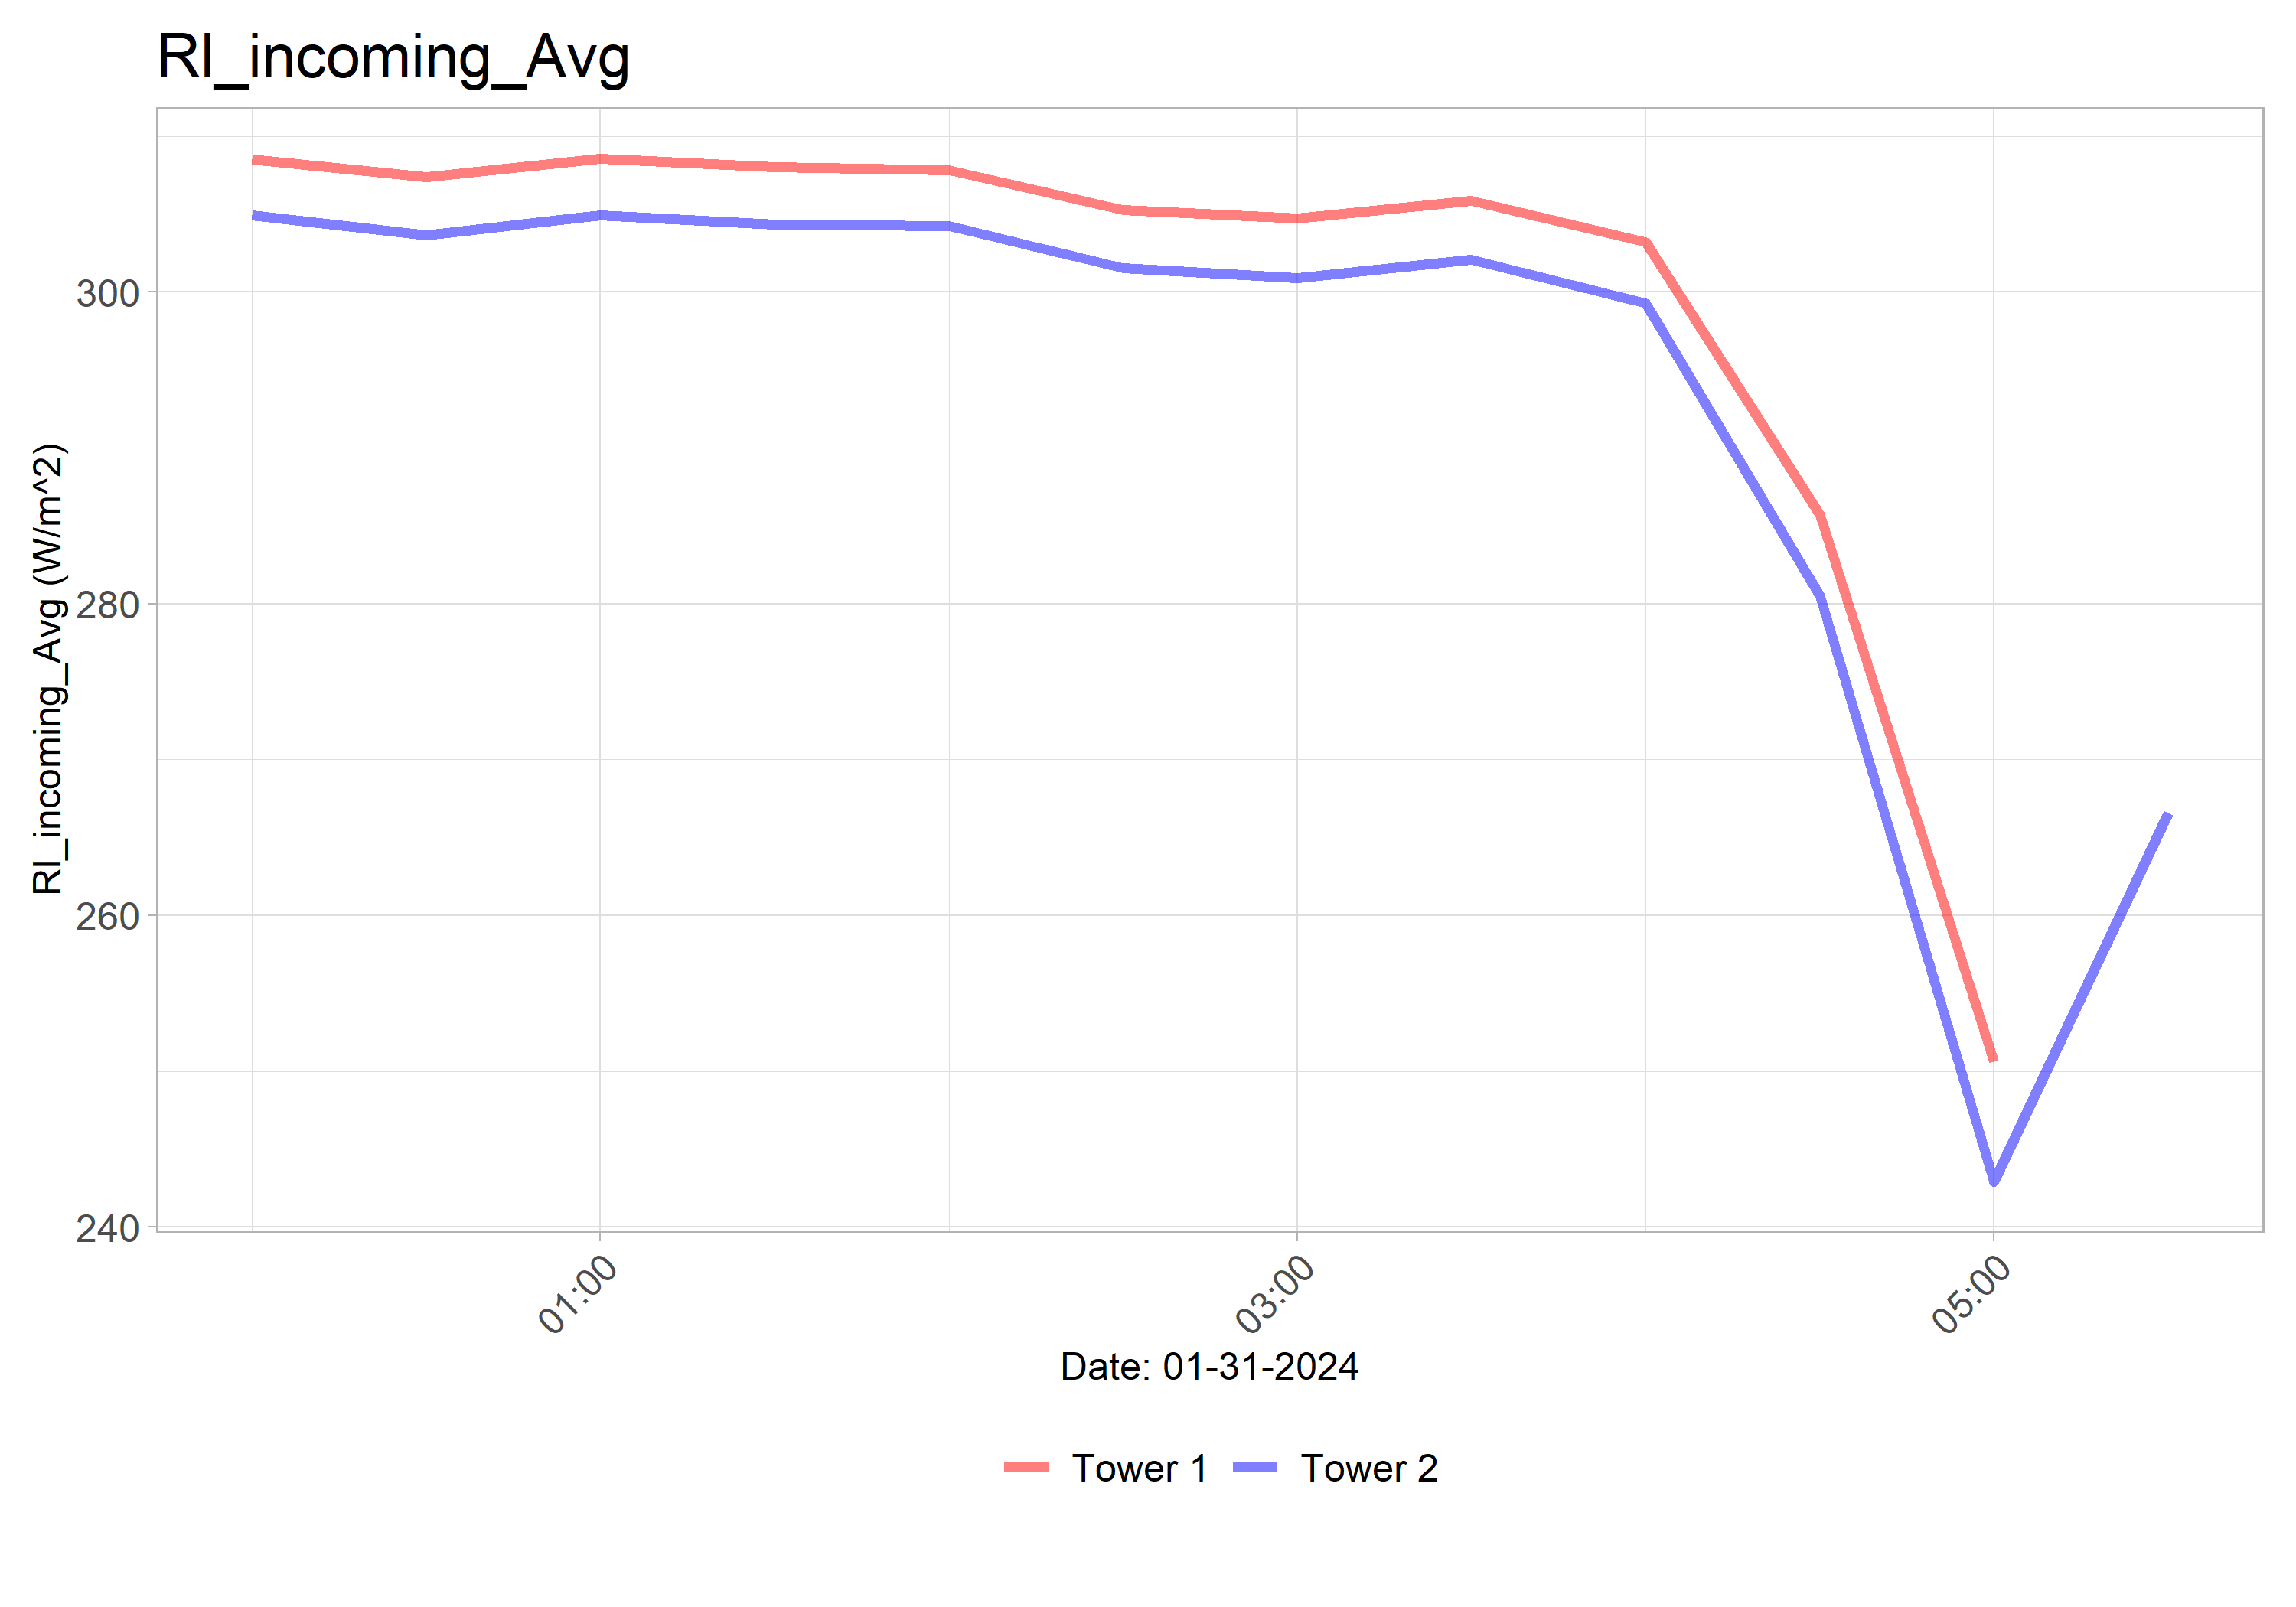 Rl_incoming_Avg
Rl_incoming_Avg (W/m^2)
300
280
260
240
01:00
03:00
05:00
Date: 01-31-2024
Tower 1
Tower 2